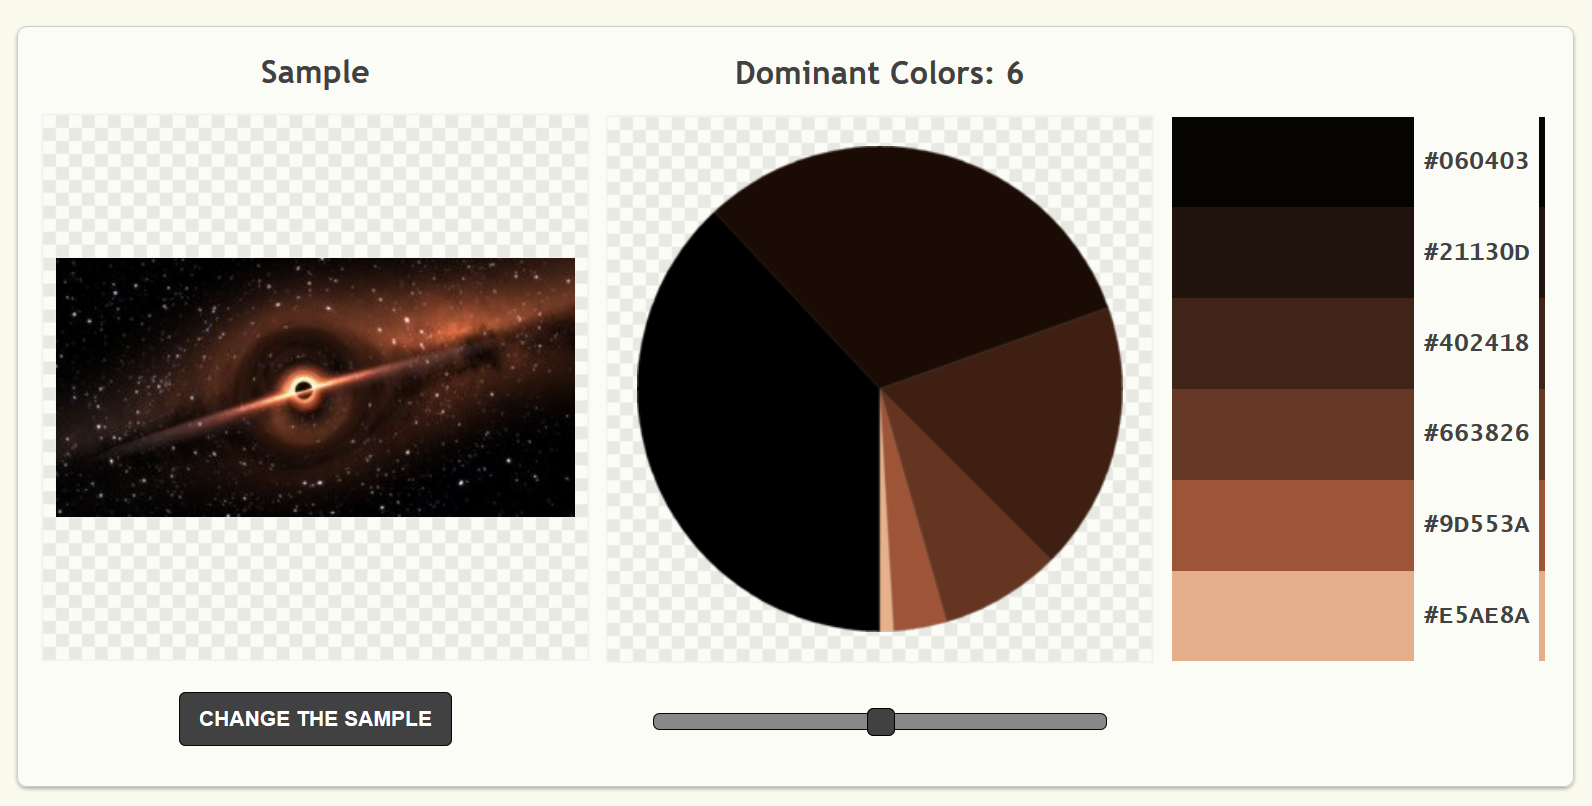 Sample
Dominant Colors: 6
#060403
#21130D
#402418
#663826
#9D553A
#E5AE8A
CHANGE THE SAMPLE